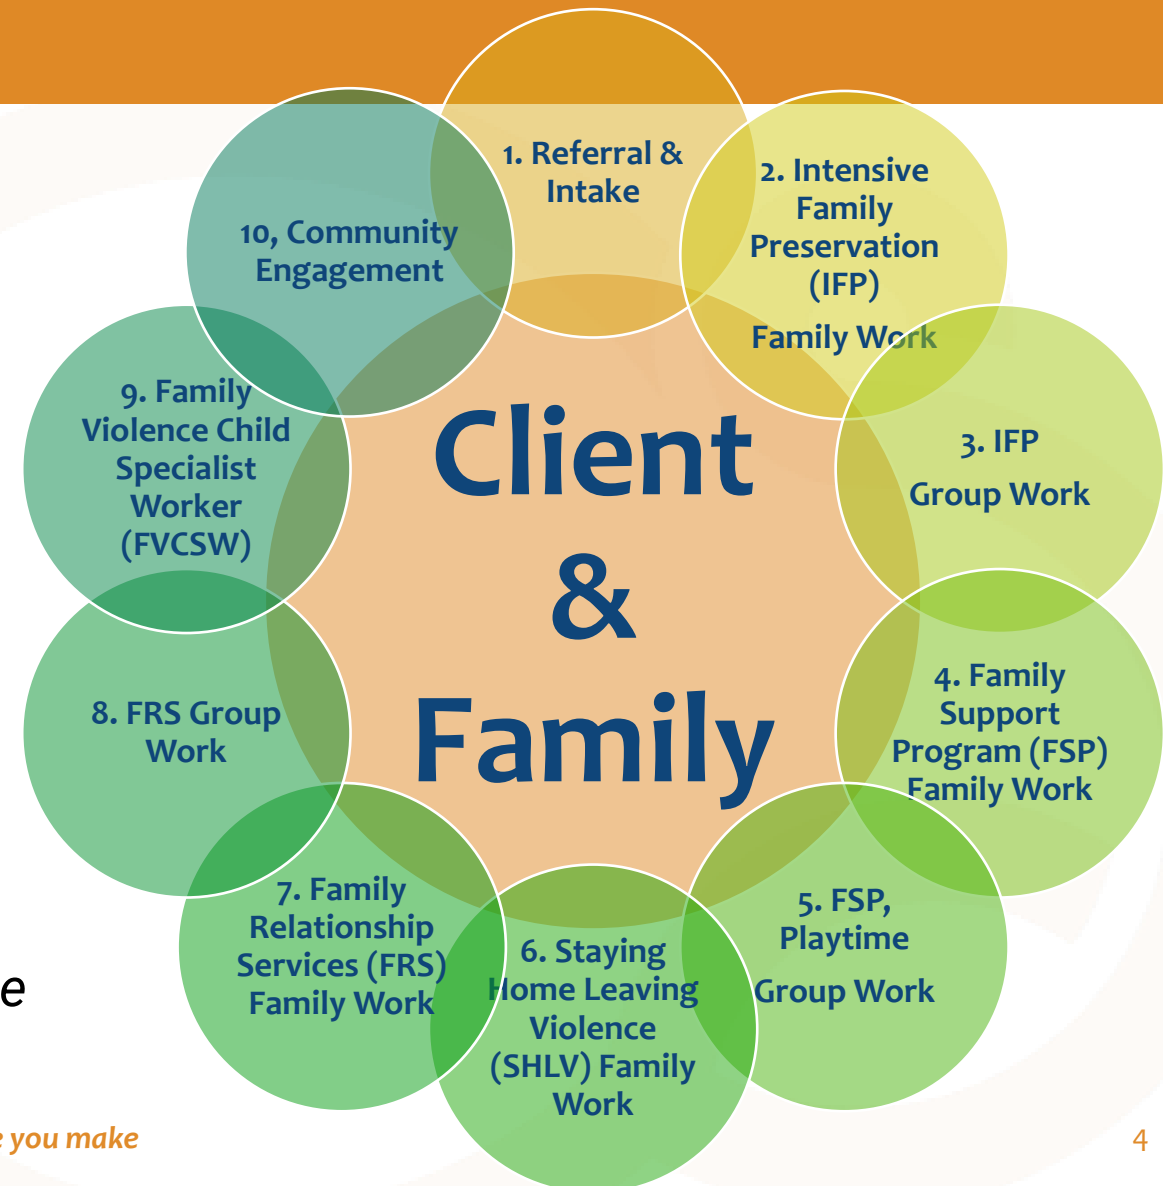 1. Referral &
Intake
2. Intensive
Family
Preservation
(IFP)
Family Work
3. IFP
Group Work
4. Family
Support
Program (FSP)
Family Work
5. FSP,
Playtime
Group Work
6. Staying
Home Leaving
Violence
(SHLV) Family
Work
7. Family
Relationship
Services (FRS)
Family Work
8. FRS Group
Work
9. Family
Violence Child
Specialist
Worker
(FVCSW)
10, Community
Engagement
Client
&
Family
e
e you make
4